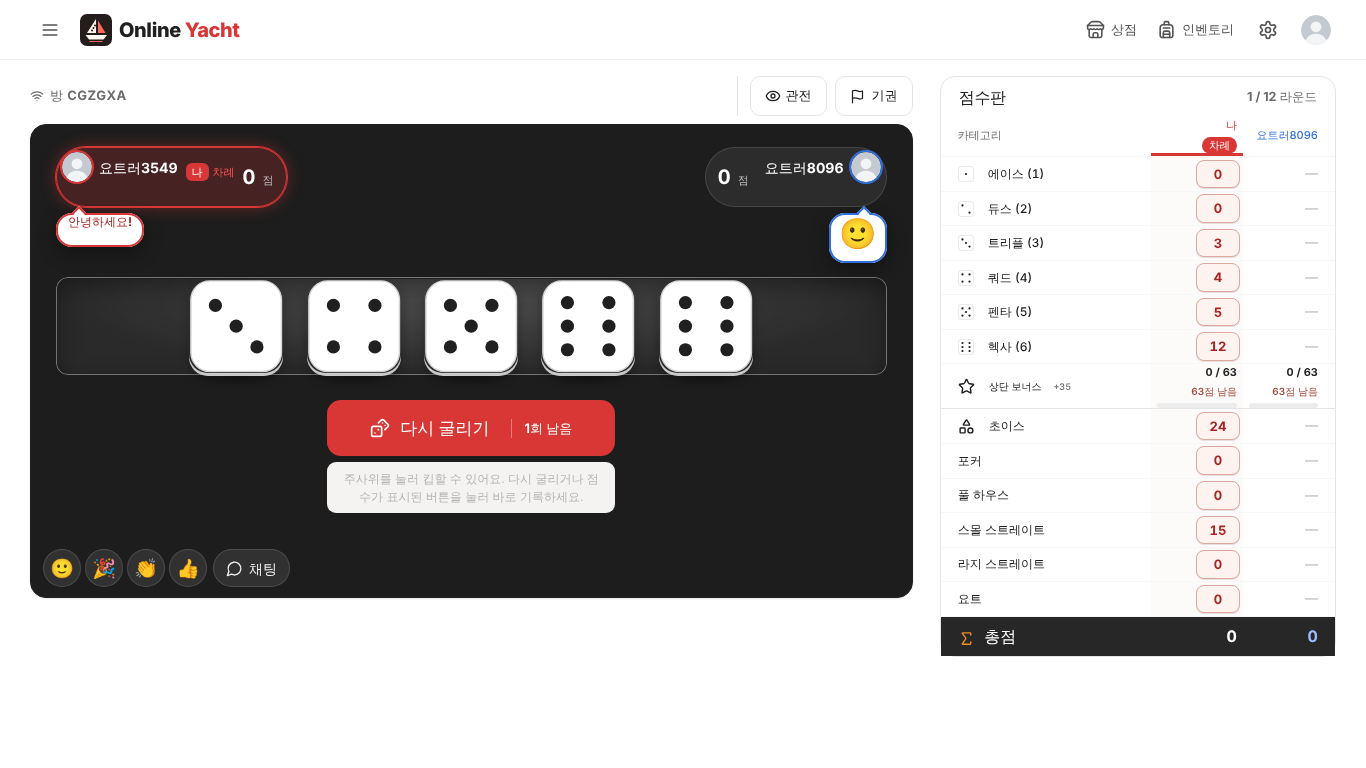 Online Yacht
상점
인벤토리
방 CGZGXA
관전
기권
요트러3549 나 차례 0 점
안녕하세요!
0 점 요트러8096
다시 굴리기 1회 남음
주사위를 눌러 킵할 수 있어요. 다시 굴리거나 점
수가 표시된 버튼을 눌러 바로 기록하세요.
채팅
점수판 1 / 12 라운드
카테고리 나 차례 요트러8096
에이스 (1) 0 —
듀스 (2) 0 —
트리플 (3) 3 —
쿼드 (4) 4 —
펜타 (5) 5 —
헥사 (6) 12 —
상단 보너스 +35 0 / 63 0 / 63
63점 남음 63점 남음
초이스 24 —
포커 0 —
풀 하우스 0 —
스몰 스트레이트 15 —
라지 스트레이트 0 —
요트 0 —
총점 0 0